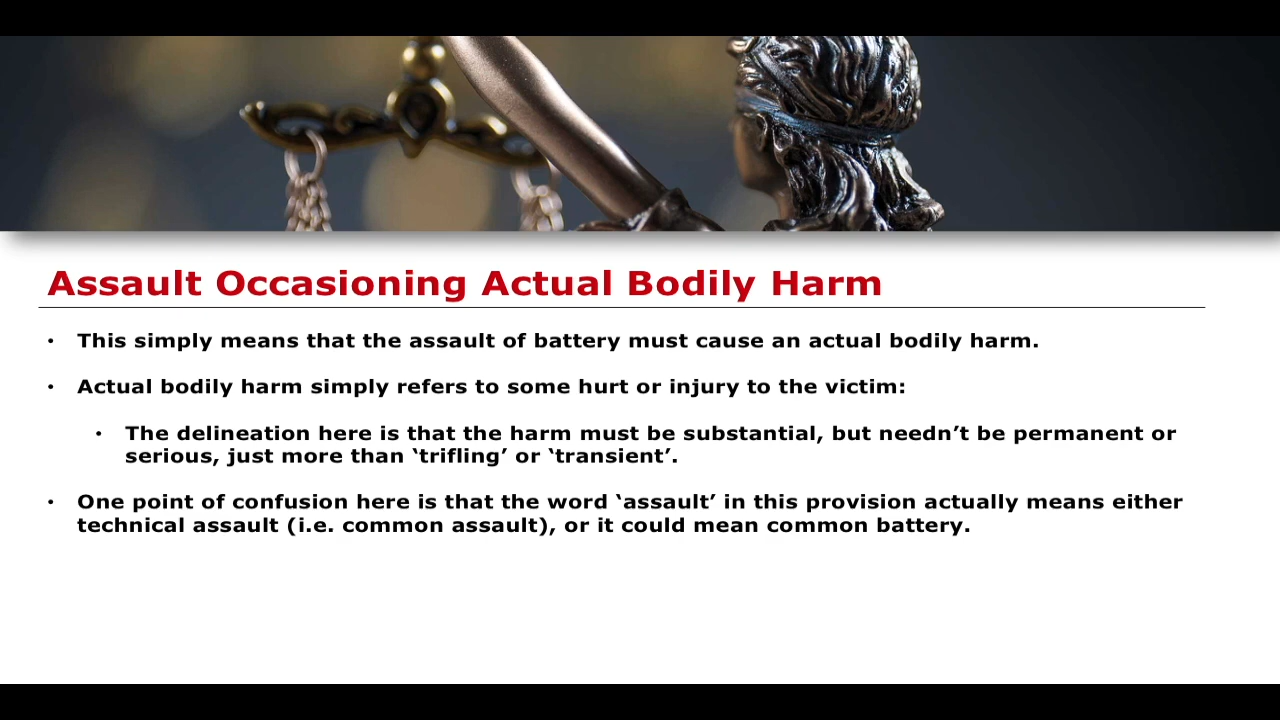 Assault Occasioning Actual Bodily Harm
• This simply means that the assault of battery must cause an actual bodily harm.
• Actual bodily harm simply refers to some hurt or injury to the victim:
• The delineation here is that the harm must be substantial, but needn’t be permanent or
serious, just more than ‘trifling’ or ‘transient’.
• One point of confusion here is that the word ‘assault’ in this provision actually means either
technical assault (i.e. common assault), or it could mean common battery.